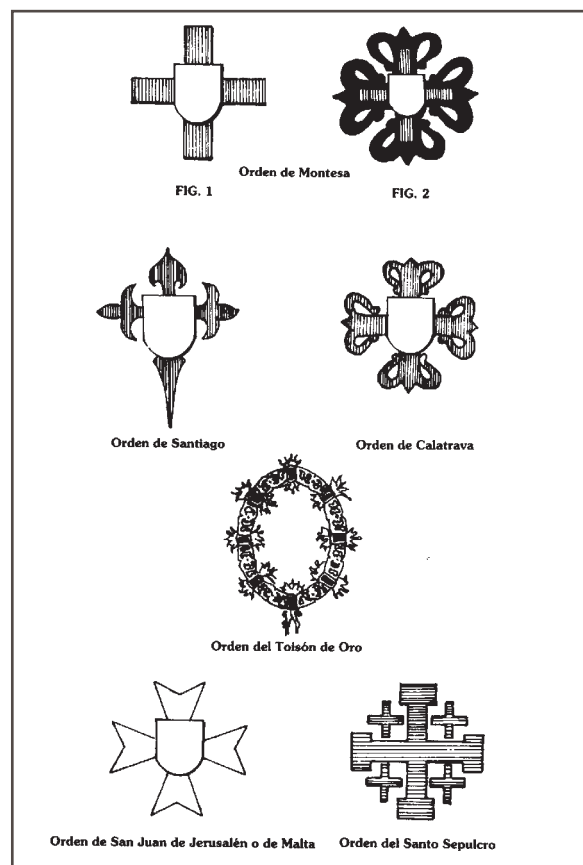 Orden de Montesa
FIG. 1 FIG. 2
Orden de Santiago Orden de Calatrava
Orden del Toisón de Oro
Orden de San Juan de Jerusalén o de Malta Orden del Santo Sepulcro